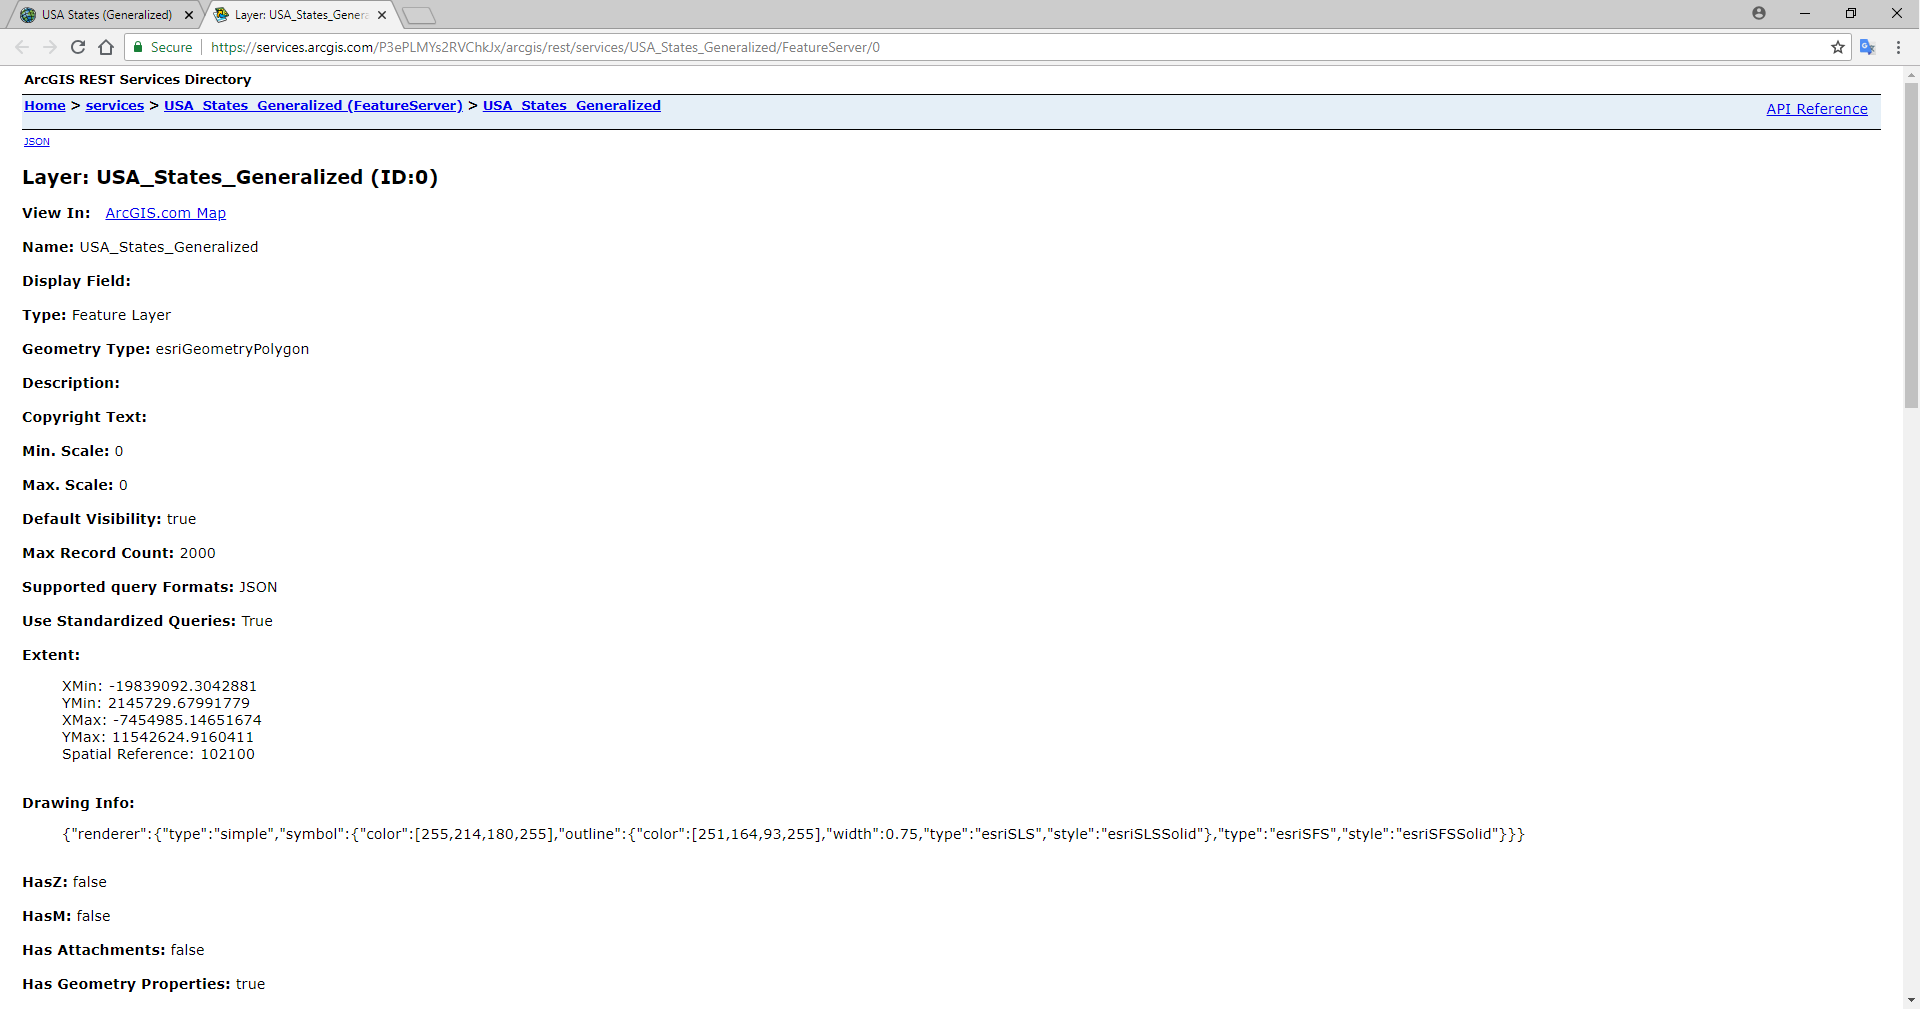 USA States (Generalized)
Layer: USA_States_Genera
Secure
https://services.arcgis.com/P3ePLMYs2RVChkJx/arcgis/rest/services/USA_States_Generalized/FeatureServer/0
ArcGIS REST Services Directory
Home > services > USA_States_Generalized (FeatureServer) > USA_States_Generalized
API Reference
JSON
Layer: USA_States_Generalized (ID:0)
View In: ArcGIS.com Map
Name: USA_States_Generalized
Display Field:
Type: Feature Layer
Geometry Type: esriGeometryPolygon
Description:
Copyright Text:
Min. Scale: 0
Max. Scale: 0
Default Visibility: true
Max Record Count: 2000
Supported query Formats: JSON
Use Standardized Queries: True
Extent:
XMin: -19839092.3042881
YMin: 2145729.67991779
XMax: -7454985.14651674
YMax: 11542624.9160411
Spatial Reference: 102100
Drawing Info:
{"renderer":{"type":"simple","symbol":{"color":[255,214,180,255],"outline":{"color":[251,164,93,255],"width":0.75,"type":"esriSLS","style":"esriSLSSolid"},"type":"esriSFS","style":"esriSFSSolid"}}}
HasZ: false
HasM: false
Has Attachments: false
Has Geometry Properties: true